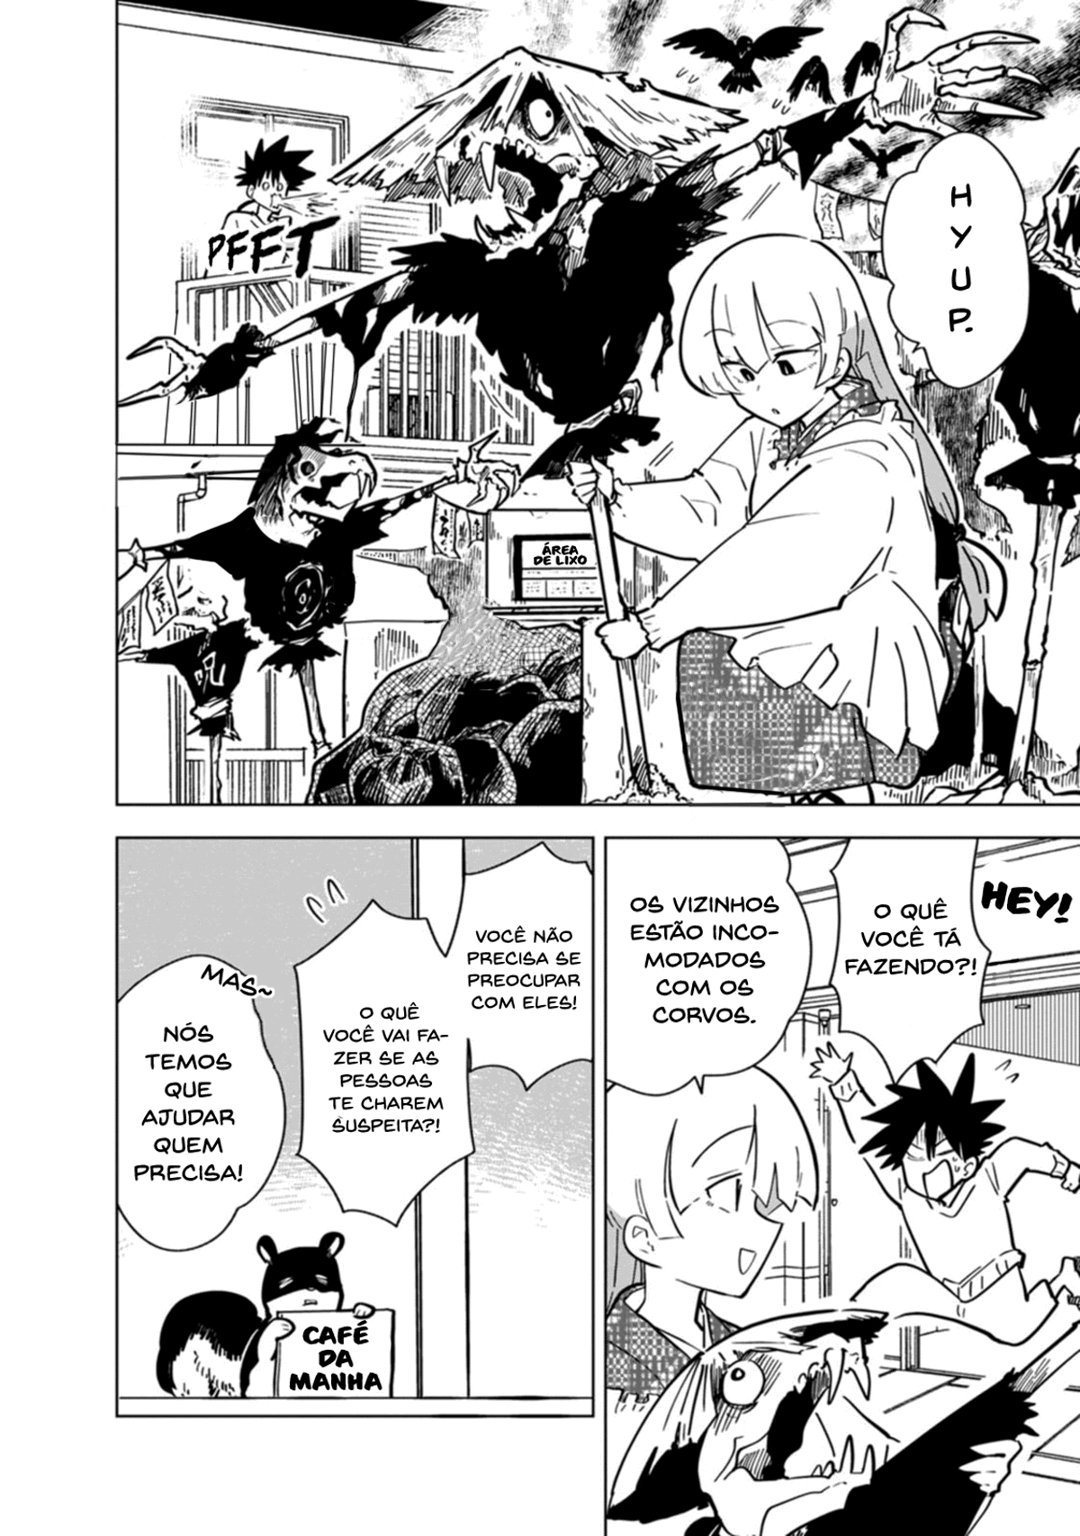 H
Y
U
P.
PFFT
ÁREA
DE LIXO
HEY!
O QUÊ
VOCÊ TÁ
FAZENDO?!
OS VIZINHOS
ESTÃO INCO-
MODADOS
COM OS
CORVOS.
VOCÊ NÃO
PRECISA SE
PREOCUPAR
COM ELES!
O QUÊ
VOCÊ VAI FA-
ZER SE AS
PESSOAS
TE CHAREM
SUSPEITA?!
MAS~
NÓS
TEMOS
QUE
AJUDAR
QUEM
PRECISA!
CAFÉ
DA
MANHA